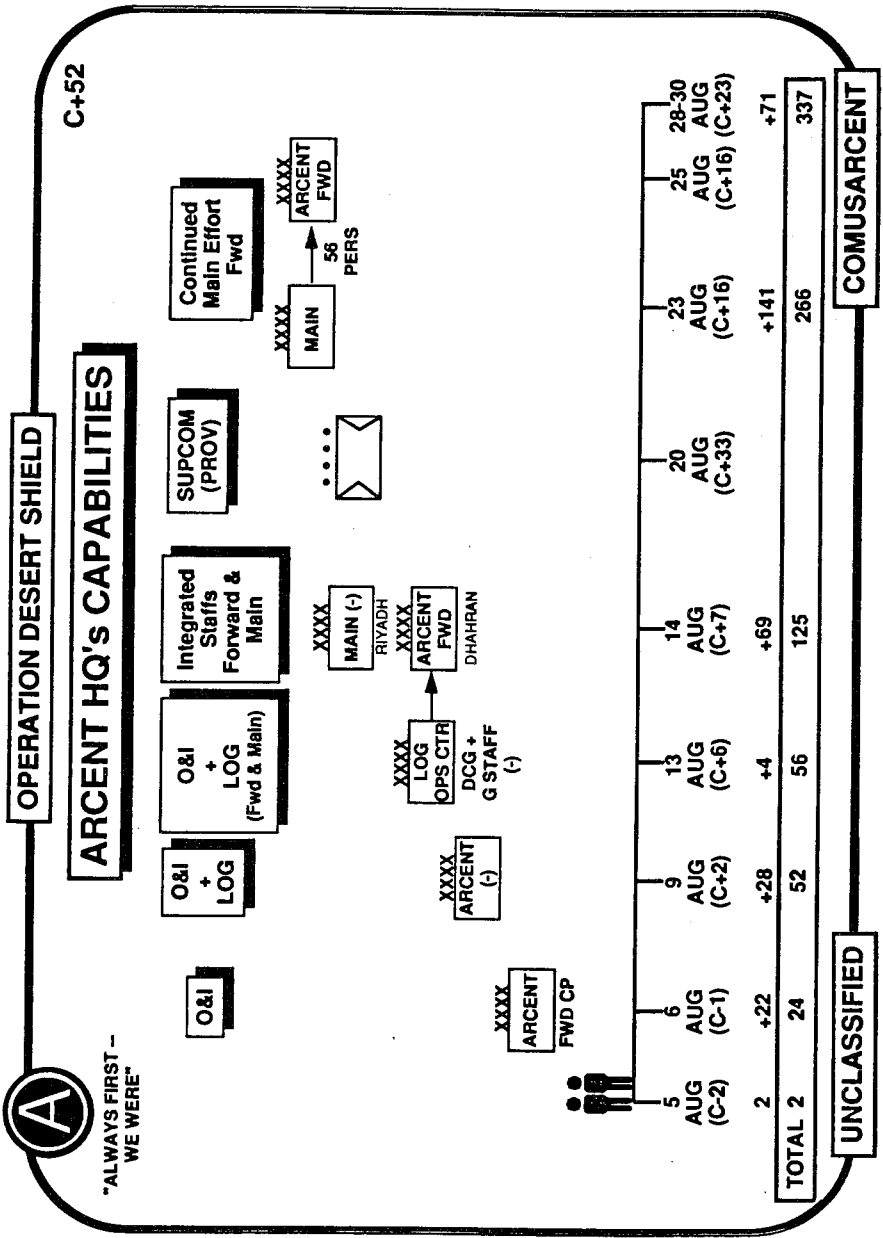 OPERATION DESERT SHIELD
C+52
A
"ALWAYS FIRST –
WE WERE"
ARCENT HQ's CAPABILITIES
O&I
O&I
+
LOG
O&I
+
LOG
(Fwd & Main)
Integrated
Staffs
Forward &
Main
SUPCOM
(PROV)
Continued
Main Effort
Fwd
XXXX
ARCENT
FWD CP
XXXX
ARCENT
(-)
XXXX
LOG
OPS CTR
DCG +
G STAFF
(-)
XXXX
MAIN (-)
RIYADH
XXXX
ARCENT
FWD
DHAHRAN
XXXX
MAIN
56
PERS
XXXX
ARCENT
FWD
5
AUG
(C-2)
6
AUG
(C-1)
9
AUG
(C+2)
13
AUG
(C+6)
14
AUG
(C+7)
20
AUG
(C+33)
23
AUG
(C+16)
25
AUG
(C+16)
28-30
AUG
(C+23)
2 +22 +28 +4 +69 +141 +71
TOTAL 2 24 52 56 125 266 337
UNCLASSIFIED
COMUSARCENT